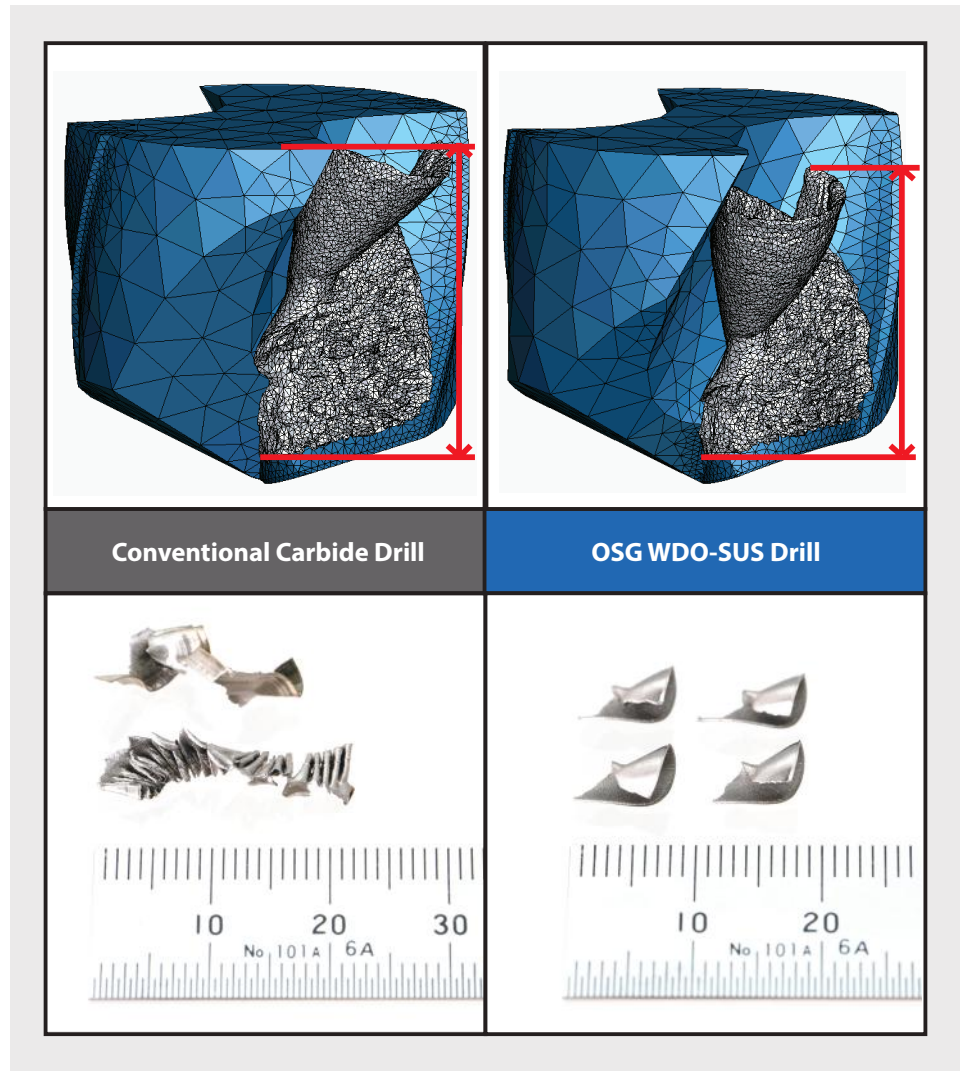 Conventional Carbide Drill
OSG WDO-SUS Drill
10 20 30
No 101A 6A
10 20
No 101A 6A